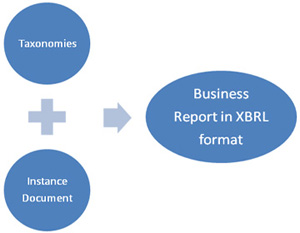 Taxonomies
Instance
Document
Business
Report in XBRL
format